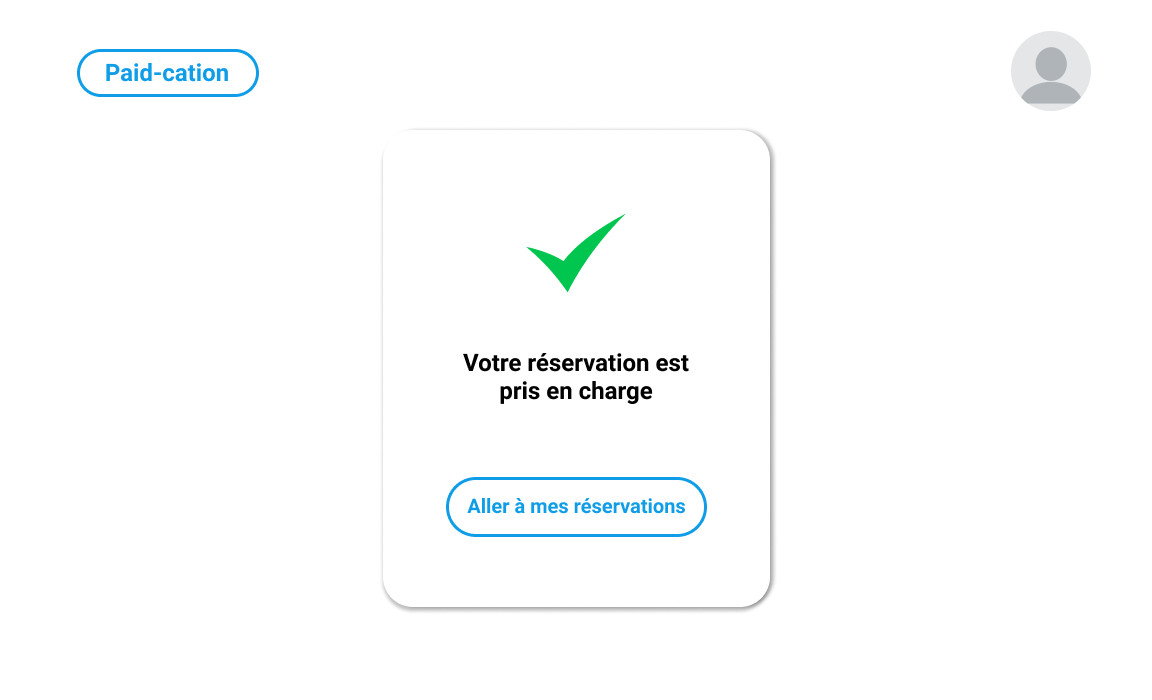 Paid-cation
Votre réservation est
pris en charge
Aller à mes réservations